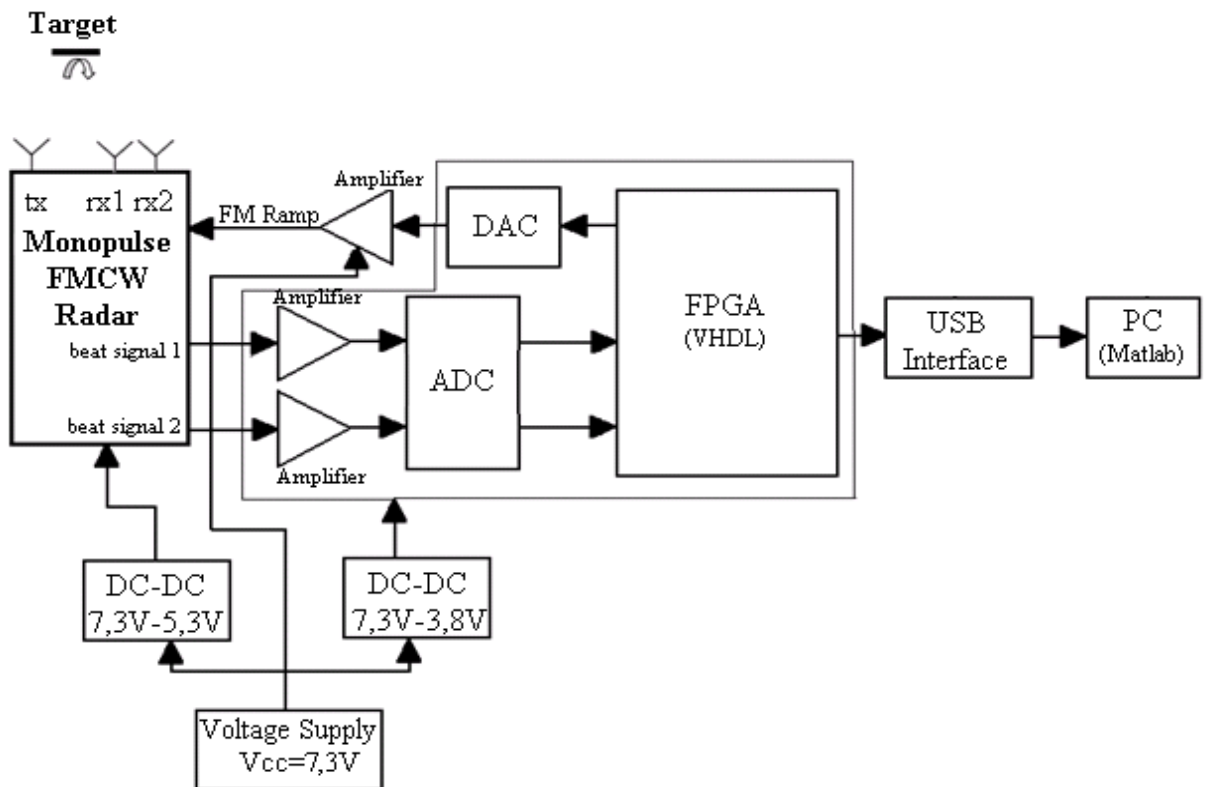 Target
tx rx1 rx2
Monopulse
FMCW
Radar
beat signal 1
beat signal 2
FM Ramp
Amplifier
DAC
Amplifier
Amplifier
ADC
FPGA
(VHDL)
USB
Interface
PC
(Matlab)
DC-DC
7,3V-5,3V
DC-DC
7,3V-3,8V
Voltage Supply
Vcc=7,3V